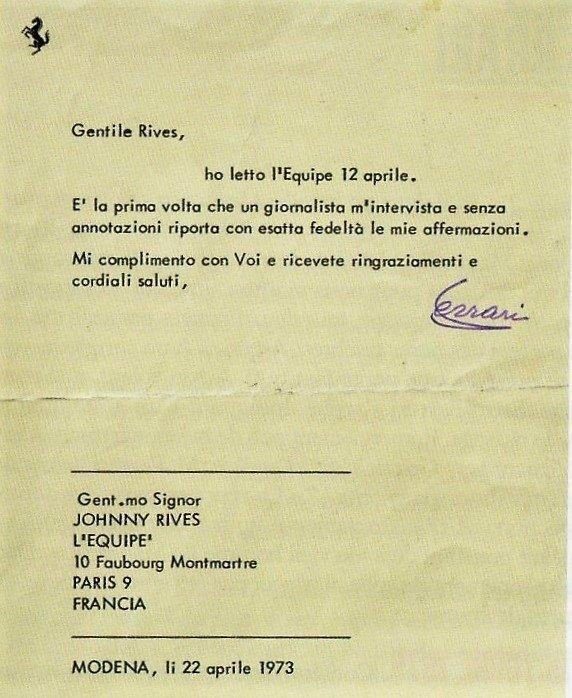 Gentile Rives,
ho letto l'Equipe 12 aprile.
E' la prima volta che un giornalista m'intervista e senza
annotazioni riporta con esatta fedeltà le mie affermazioni.
Mi complimento con Voi e ricevete ringraziamenti e
cordiali saluti,
Ferrari
Gent.mo Signor
JOHNNY RIVES
L'EQUIPE'
10 Faubourg Montmartre
PARIS 9
FRANCIA
MODENA, li 22 aprile 1973